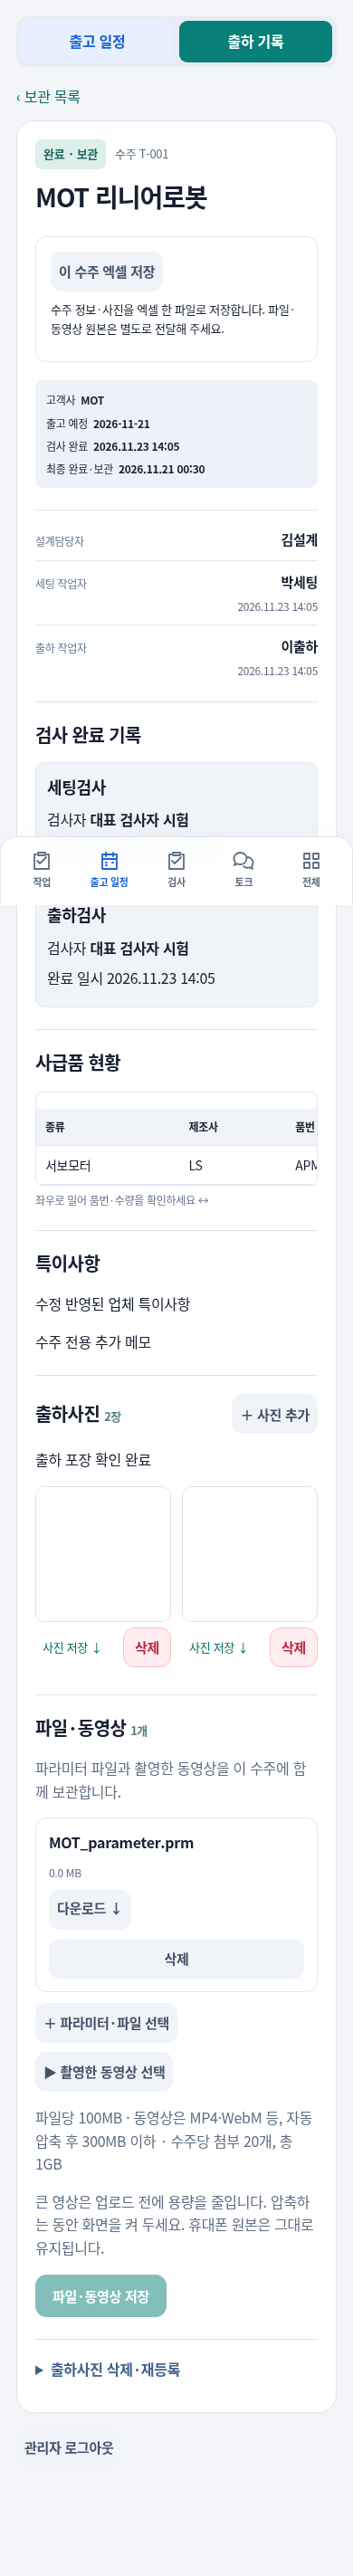 출고 일정
출하 기록
‹ 보관 목록
완료 · 보관
수주 T-001
MOT 리니어로봇
이 수주 엑셀 저장
수주 정보·사진을 엑셀 한 파일로 저장합니다. 파일·
동영상 원본은 별도로 전달해 주세요.
고객사 MOT
출고 예정 2026-11-21
검사 완료 2026.11.23 14:05
최종 완료·보관 2026.11.21 00:30
설계담당자
김설계
세팅 작업자
박세팅
2026.11.23 14:05
출하 작업자
이출하
2026.11.23 14:05
검사 완료 기록
세팅검사
검사자 대표 검사자 시험
작업
출고 일정
검사
토크
전체
출하검사
검사자 대표 검사자 시험
완료 일시 2026.11.23 14:05
사급품 현황
종류
제조사
품번
서보모터
LS
APM
좌우로 밀어 품번·수량을 확인하세요 ↔
특이사항
수정 반영된 업체 특이사항
수주 전용 추가 메모
출하사진 2장
＋ 사진 추가
출하 포장 확인 완료
사진 저장 ↓
삭제
사진 저장 ↓
삭제
파일·동영상 1개
파라미터 파일과 촬영한 동영상을 이 수주에 함
께 보관합니다.
MOT_parameter.prm
0.0 MB
다운로드 ↓
삭제
＋ 파라미터·파일 선택
▶ 촬영한 동영상 선택
파일당 100MB · 동영상은 MP4·WebM 등, 자동
압축 후 300MB 이하 · 수주당 첨부 20개, 총
1GB
큰 영상은 업로드 전에 용량을 줄입니다. 압축하
는 동안 화면을 켜 두세요. 휴대폰 원본은 그대로
유지됩니다.
파일·동영상 저장
▶ 출하사진 삭제·재등록
관리자 로그아웃